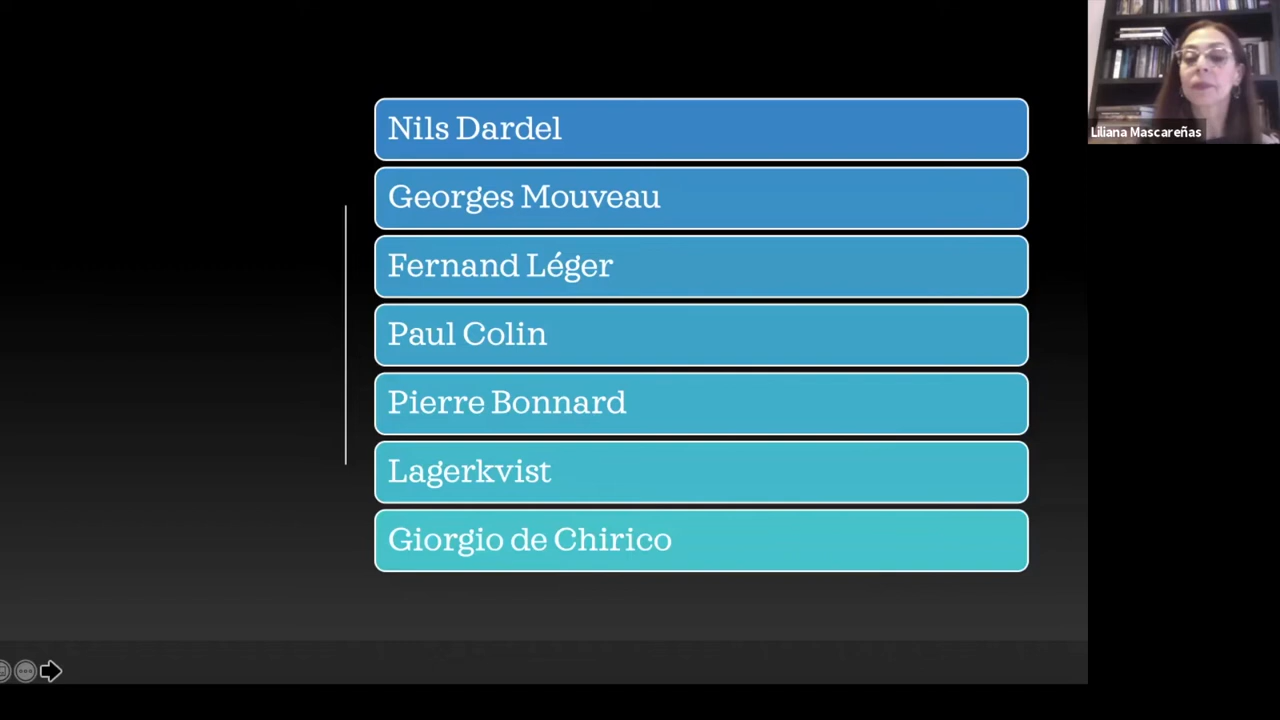 Nils Dardel
Georges Mouveau
Fernand Léger
Paul Colin
Pierre Bonnard
Lagerkvist
Giorgio de Chirico
Liliana Mascareñas